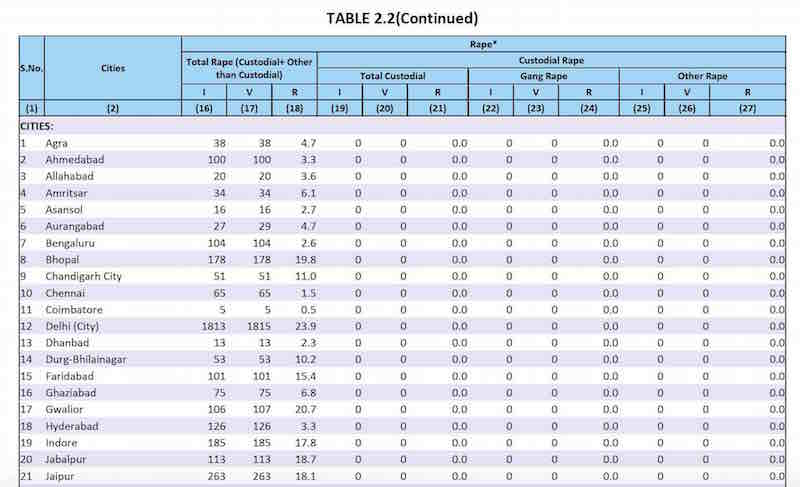 TABLE 2.2(Continued)
Rape*
S.No. Cities Total Rape (Custodial+ Other than Custodial) Custodial Rape
Total Custodial Gang Rape Other Rape
I V R I V R I V R I V R
(1) (2) (16) (17) (18) (19) (20) (21) (22) (23) (24) (25) (26) (27)
CITIES:
1 Agra 38 38 4.7 0 0 0.0 0 0 0.0 0 0 0.0
2 Ahmedabad 100 100 3.3 0 0 0.0 0 0 0.0 0 0 0.0
3 Allahabad 20 20 3.6 0 0 0.0 0 0 0.0 0 0 0.0
4 Amritsar 34 34 6.1 0 0 0.0 0 0 0.0 0 0 0.0
5 Asansol 16 16 2.7 0 0 0.0 0 0 0.0 0 0 0.0
6 Aurangabad 27 29 4.7 0 0 0.0 0 0 0.0 0 0 0.0
7 Bengaluru 104 104 2.6 0 0 0.0 0 0 0.0 0 0 0.0
8 Bhopal 178 178 19.8 0 0 0.0 0 0 0.0 0 0 0.0
9 Chandigarh City 51 51 11.0 0 0 0.0 0 0 0.0 0 0 0.0
10 Chennai 65 65 1.5 0 0 0.0 0 0 0.0 0 0 0.0
11 Coimbatore 5 5 0.5 0 0 0.0 0 0 0.0 0 0 0.0
12 Delhi (City) 1813 1815 23.9 0 0 0.0 0 0 0.0 0 0 0.0
13 Dhanbad 13 13 2.3 0 0 0.0 0 0 0.0 0 0 0.0
14 Durg-Bhilainagar 53 53 10.2 0 0 0.0 0 0 0.0 0 0 0.0
15 Faridabad 101 101 15.4 0 0 0.0 0 0 0.0 0 0 0.0
16 Ghaziabad 75 75 6.8 0 0 0.0 0 0 0.0 0 0 0.0
17 Gwalior 106 107 20.7 0 0 0.0 0 0 0.0 0 0 0.0
18 Hyderabad 126 126 3.3 0 0 0.0 0 0 0.0 0 0 0.0
19 Indore 185 185 17.8 0 0 0.0 0 0 0.0 0 0 0.0
20 Jabalpur 113 113 18.7 0 0 0.0 0 0 0.0 0 0 0.0
21 Jaipur 263 263 18.1 0 0 0.0 0 0 0.0 0 0 0.0